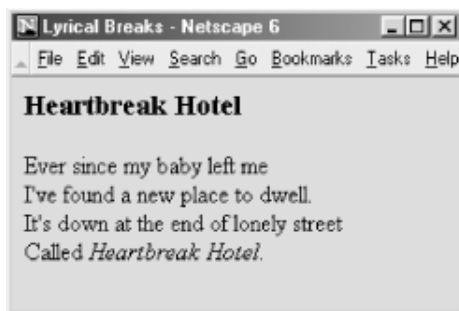 Lyrical Breaks - Netscape 6
File Edit View Search Go Bookmarks Tasks Help
Heartbreak Hotel
Ever since my baby left me
I've found a new place to dwell.
It's down at the end of lonely street
Called Heartbreak Hotel.